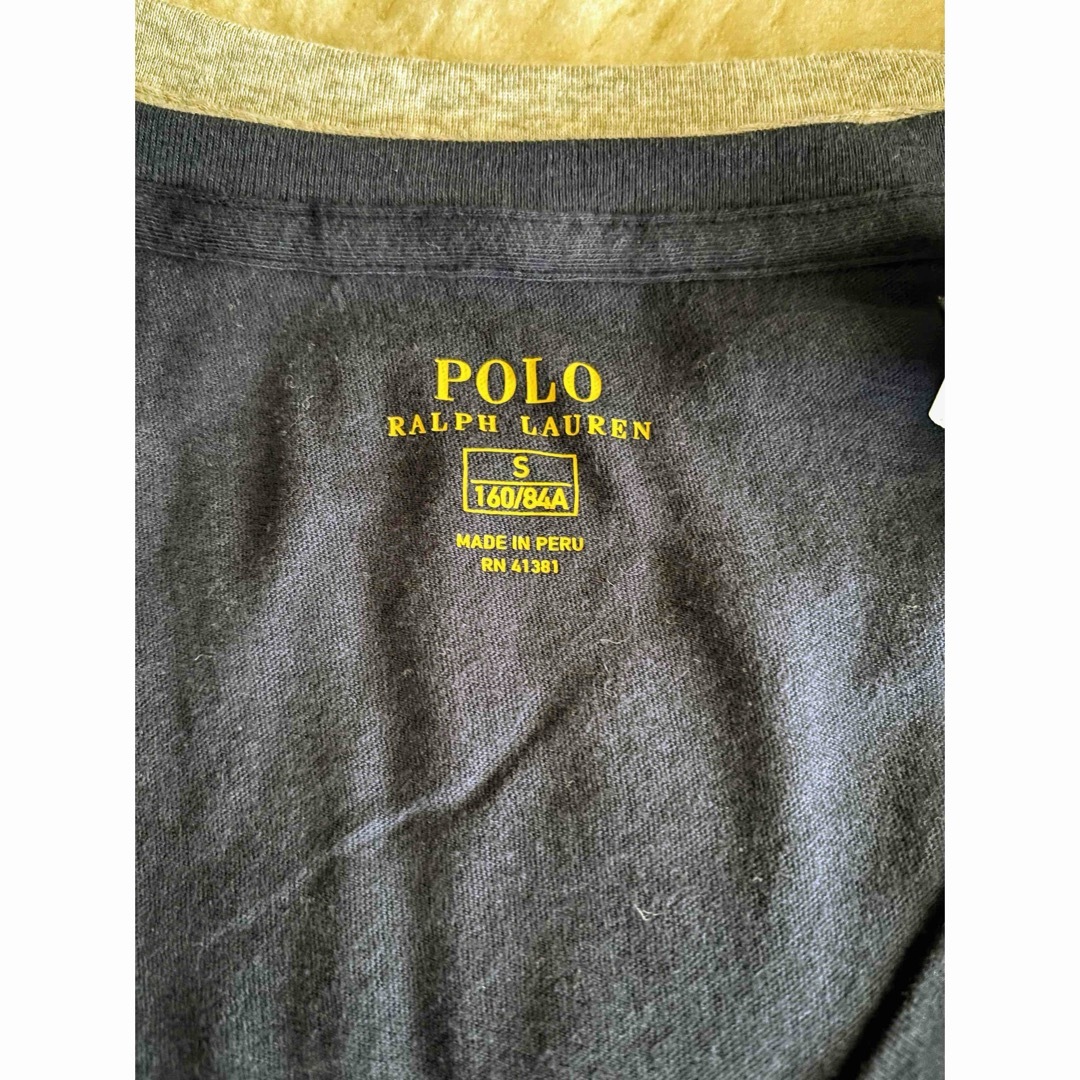 POLO
RALPH LAUREN
S
160/84A
MADE IN PERU
RN 41381